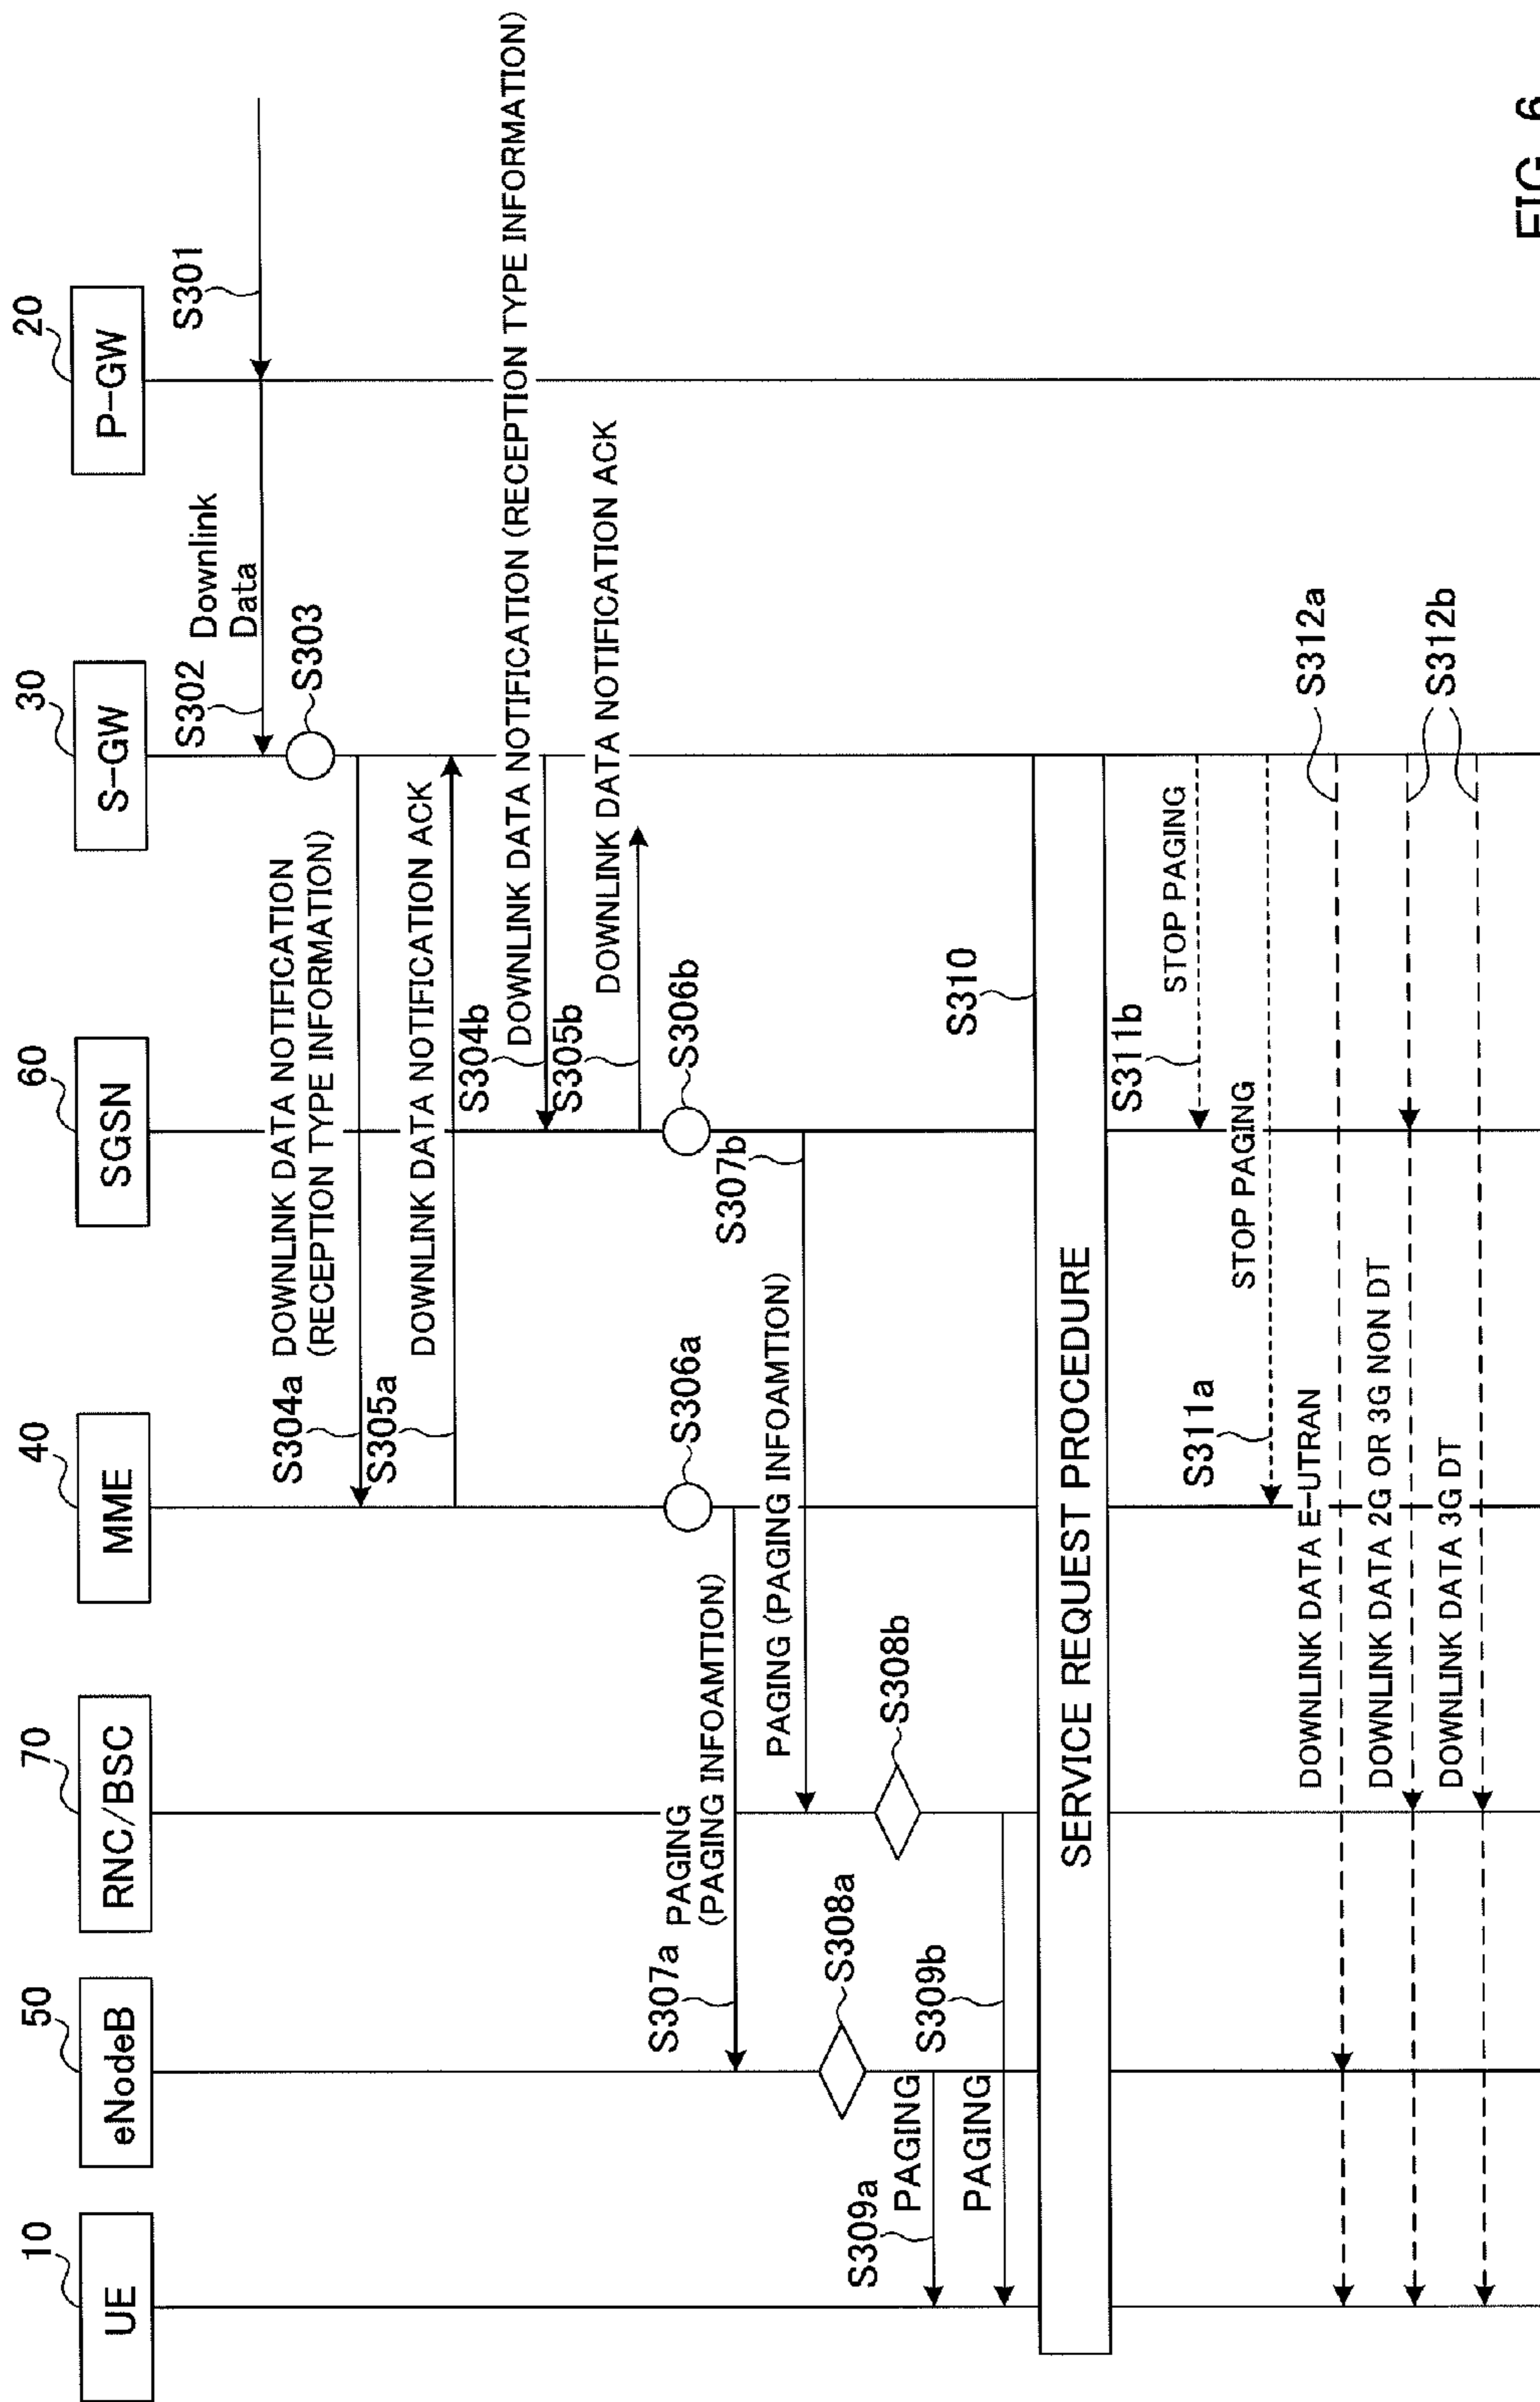 10
UE
50
eNodeB
70
RNC/BSC
40
MME
60
SGSN
30
S-GW
20
P-GW
S301
S302
Downlink
Data
S303
S304a
DOWNLINK DATA NOTIFICATION
(RECEPTION TYPE INFORMATION)
S305a
DOWNLINK DATA NOTIFICATION ACK
S304b
DOWNLINK DATA NOTIFICATION (RECEPTION TYPE INFORMATION)
S305b
DOWNLINK DATA NOTIFICATION ACK
S306a
S306b
S307a
PAGING
(PAGING INFOAMTION)
S307b
PAGING (PAGING INFOAMTION)
S308a
S308b
S309a
PAGING
S309b
PAGING
S310
SERVICE REQUEST PROCEDURE
S311b
STOP PAGING
S311a
STOP PAGING
DOWNLINK DATA E-UTRAN
S312a
DOWNLINK DATA 2G OR 3G NON DT
DOWNLINK DATA 3G DT
S312b
FIG. 6